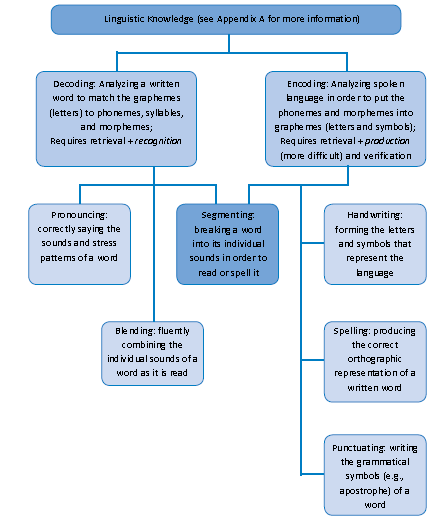 Linguistic Knowledge (see Appendix A for more information)
Decoding: Analyzing a written
word to match the graphemes
(letters) to phonemes, syllables,
and morphemes;
Requires retrieval + recognition
Encoding: Analyzing spoken
language in order to put the
phonemes and morphemes into
graphemes (letters and symbols);
Requires retrieval + production
(more difficult) and verification
Pronouncing:
correctly saying the
sounds and stress
patterns of a word
Segmenting:
breaking a word
into its individual
sounds in order to
read or spell it
Handwriting:
forming the letters
and symbols that
represent the
language
Blending: fluently
combining the
individual sounds of a
word as it is read
Spelling: producing
the correct
orthographic
representation of a
written word
Punctuating: writing
the grammatical
symbols (e.g.,
apostrophe) of a
word